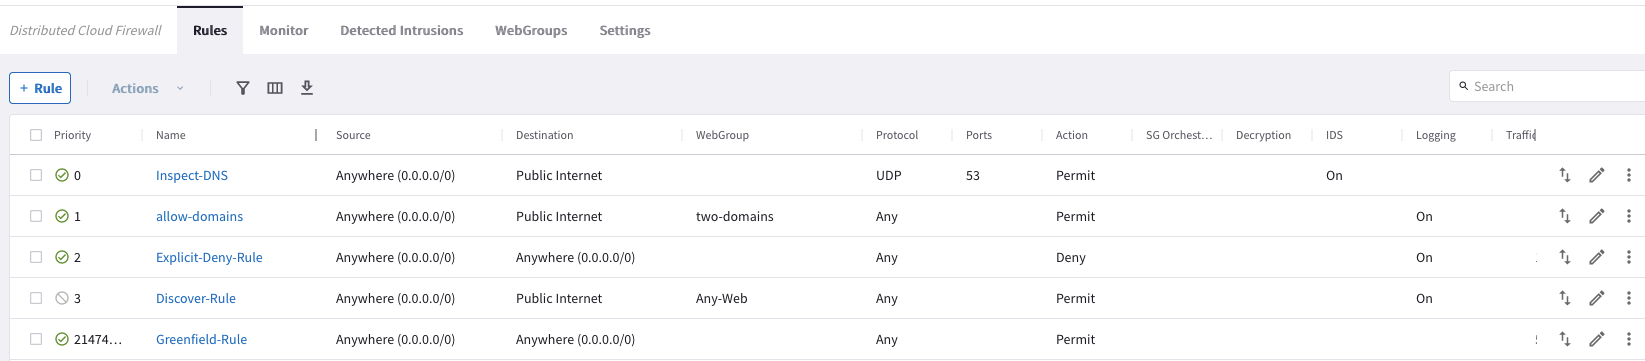 Distributed Cloud Firewall Rules Monitor Detected Intrusions WebGroups Settings
+ Rule Actions Search
Priority Name Source Destination WebGroup Protocol Ports Action SG Orchest... Decryption IDS Logging
0 Inspect-DNS Anywhere (0.0.0.0/0) Public Internet UDP 53 Permit On
1 allow-domains Anywhere (0.0.0.0/0) Public Internet two-domains Any Permit On
2 Explicit-Deny-Rule Anywhere (0.0.0.0/0) Anywhere (0.0.0.0/0) Any Deny On
3 Discover-Rule Anywhere (0.0.0.0/0) Public Internet Any-Web Any Permit On
21474... Greenfield-Rule Anywhere (0.0.0.0/0) Anywhere (0.0.0.0/0) Any Permit